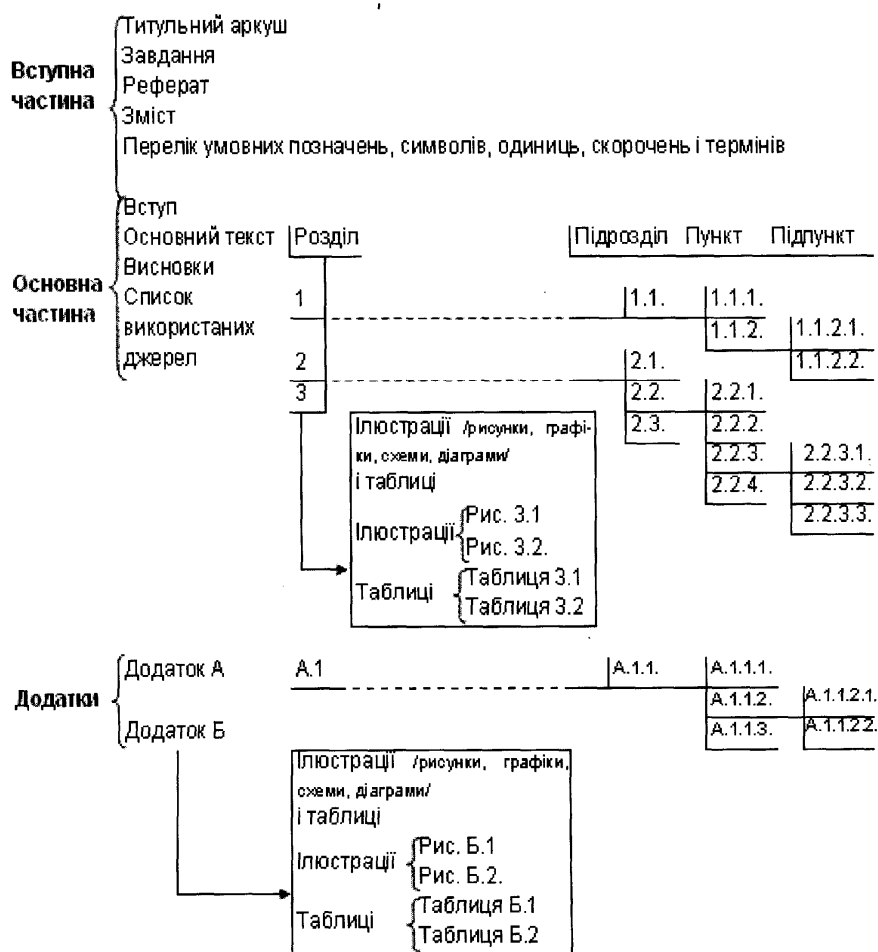 Титульний аркуш
Завдання
Вступна
частина
Реферат
Зміст
Перелік умовних позначень, символів, одиниць, скорочень і термінів
Вступ
Основний текст Розділ Підрозділ Пункт Підпункт
Висновки
Основна
частина
Список 1 1.1. 1.1.1.
використаних 1.1.2. 1.1.2.1.
джерел 2 2.1. 1.1.2.2.
3 2.2. 2.2.1.
2.3. 2.2.2.
Ілюстрації /рисунки, графі-
ки, схеми, діаграми/
і таблиці
2.2.3. 2.2.3.1.
2.2.4. 2.2.3.2.
2.2.3.3.
Ілюстрації Рис. 3.1
Рис. 3.2.
Таблиці Таблиця 3.1
Таблиця 3.2
Додатки
Додаток А А.1 А.1.1. А.1.1.1.
А.1.1.2. А.1.1.2.1.
Додаток Б А.1.1.3. А.1.1.2.2.
Ілюстрації /рисунки, графіки,
схеми, діаграми/
і таблиці
Ілюстрації Рис. Б.1
Рис. Б.2.
Таблиці Таблиця Б.1
Таблиця Б.2